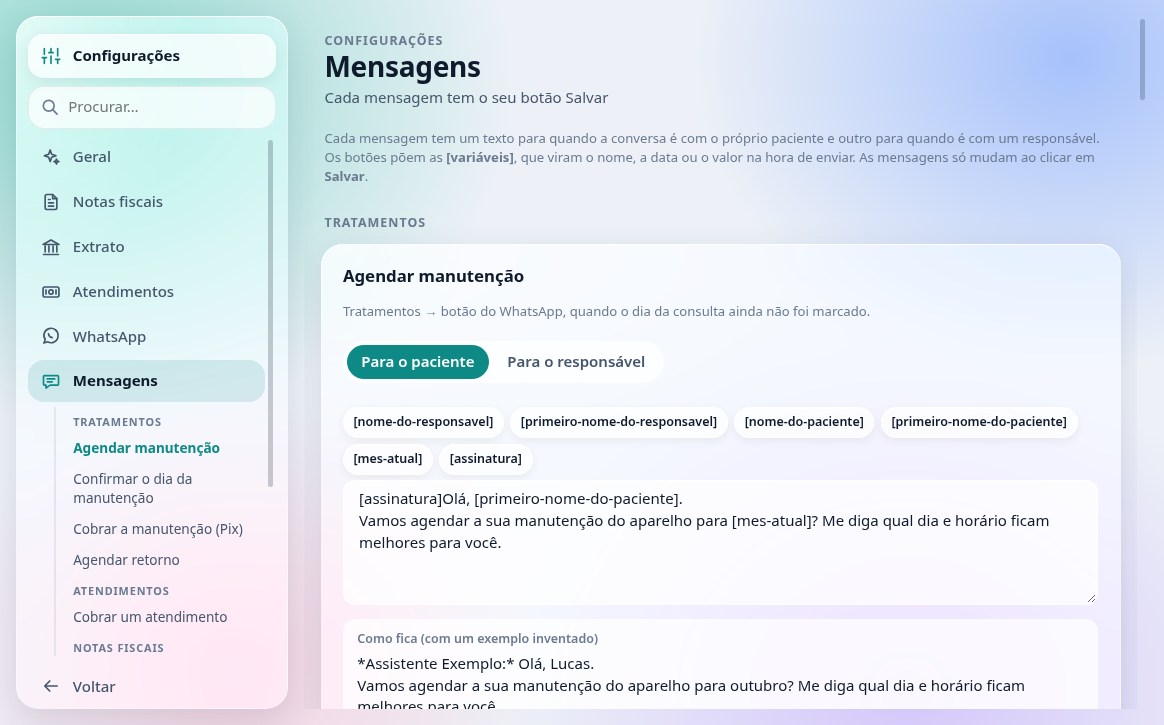 Configurações
Procurar...
Geral
Notas fiscais
Extrato
Atendimentos
WhatsApp
Mensagens
TRATAMENTOS
Agendar manutenção
Confirmar o dia da
manutenção
Cobrar a manutenção (Pix)
Agendar retorno
ATENDIMENTOS
Cobrar um atendimento
NOTAS FISCAIS
Voltar
CONFIGURAÇÕES
Mensagens
Cada mensagem tem o seu botão Salvar
Cada mensagem tem um texto para quando a conversa é com o próprio paciente e outro para quando é com um responsável.
Os botões põem as [variáveis], que viram o nome, a data ou o valor na hora de enviar. As mensagens só mudam ao clicar em
Salvar.
TRATAMENTOS
Agendar manutenção
Tratamentos → botão do WhatsApp, quando o dia da consulta ainda não foi marcado.
Para o paciente
Para o responsável
[nome-do-responsavel] [primeiro-nome-do-responsavel] [nome-do-paciente] [primeiro-nome-do-paciente]
[mes-atual] [assinatura]
[assinatura]Olá, [primeiro-nome-do-paciente].
Vamos agendar a sua manutenção do aparelho para [mes-atual]? Me diga qual dia e horário ficam
melhores para você.
Como fica (com um exemplo inventado)
*Assistente Exemplo:* Olá, Lucas.
Vamos agendar a sua manutenção do aparelho para outubro? Me diga qual dia e horário ficam
melhores para você.